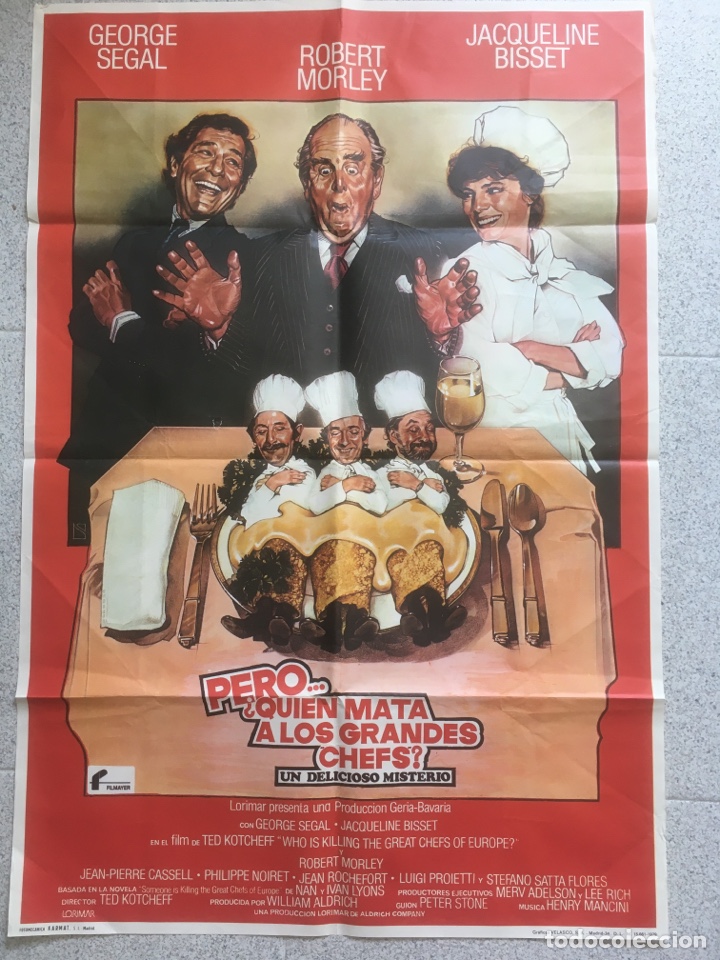 GEORGE SEGAL
ROBERT MORLEY
JACQUELINE BISSET
PERO...
¿QUIEN MATA
A LOS GRANDES
CHEFS?
UN DELICIOSO MISTERIO
FILMAYER
Lorimar presenta una Produccion Geria-Bavaria
CON GEORGE SEGAL · JACQUELINE BISSET
EN EL film DE TED KOTCHEFF "WHO IS KILLING THE GREAT CHEFS OF EUROPE?"
Y
ROBERT MORLEY
JEAN-PIERRE CASSELL · PHILIPPE NOIRET · JEAN ROCHEFORT · LUIGI PROIETTI Y STEFANO SATTA FLORES
BASADA EN LA NOVELA "Someone is Killing the Great Chefs of Europe" DE NAN Y IVAN LYONS PRODUCTORES EJECUTIVOS MERV ADELSON Y LEE RICH
DIRECTOR TED KOTCHEFF PRODUCIDA POR WILLIAM ALDRICH GUION PETER STONE MUSICA HENRY MANCINI
LORIMAR UNA PRODUCCION LORIMAR DE ALDRICH COMPANY
todocoleccion